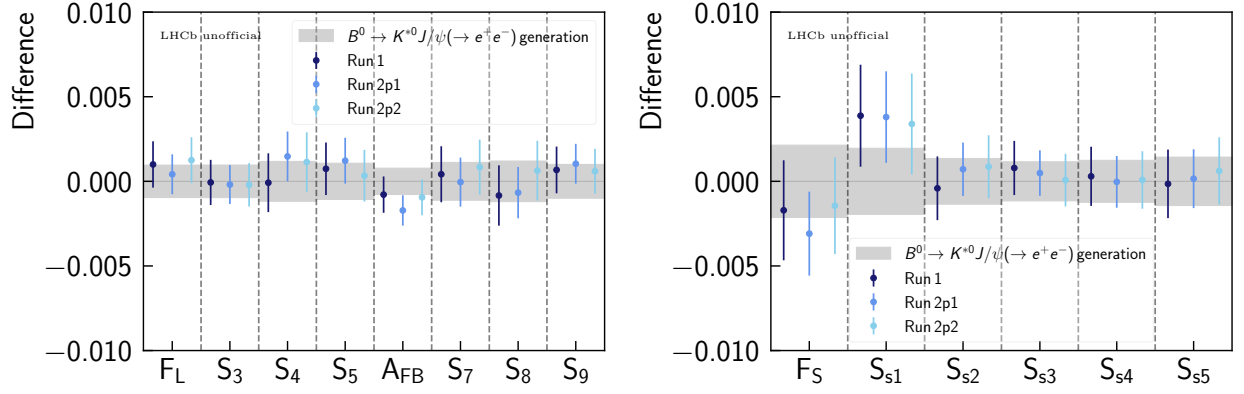 Difference
0.010
0.005
0.000
−0.005
−0.010
LHCb unofficial
B⁰ → K*⁰J/ψ(→ e⁺e⁻) generation
Run 1
Run 2p1
Run 2p2
F_L S_3 S_4 S_5 A_FB S_7 S_8 S_9
Difference
0.010
0.005
0.000
−0.005
−0.010
LHCb unofficial
B⁰ → K*⁰J/ψ(→ e⁺e⁻) generation
Run 1
Run 2p1
Run 2p2
F_S S_s1 S_s2 S_s3 S_s4 S_s5